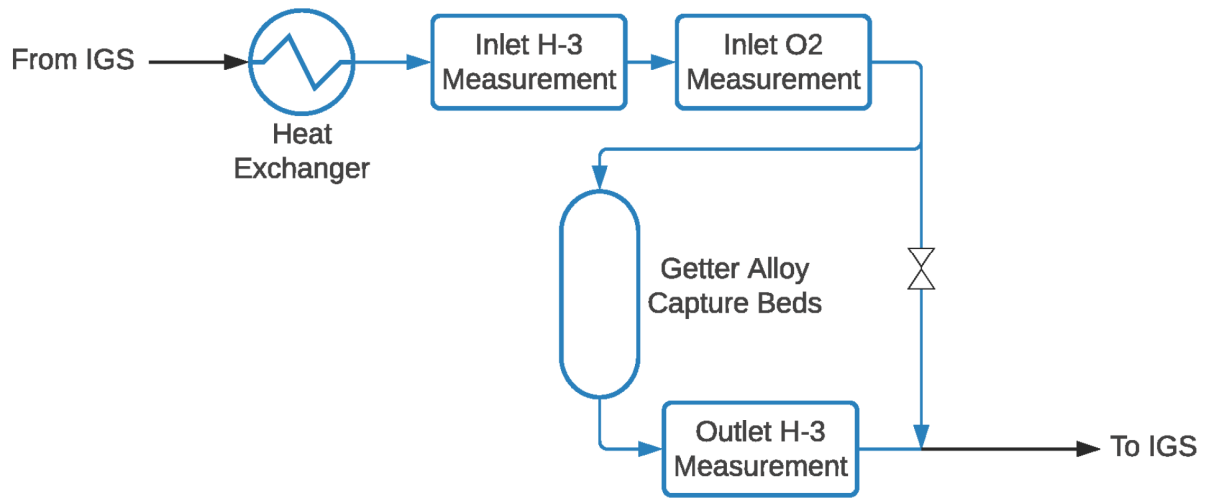 From IGS
Heat
Exchanger
Inlet H-3
Measurement
Inlet O2
Measurement
Getter Alloy
Capture Beds
Outlet H-3
Measurement
To IGS